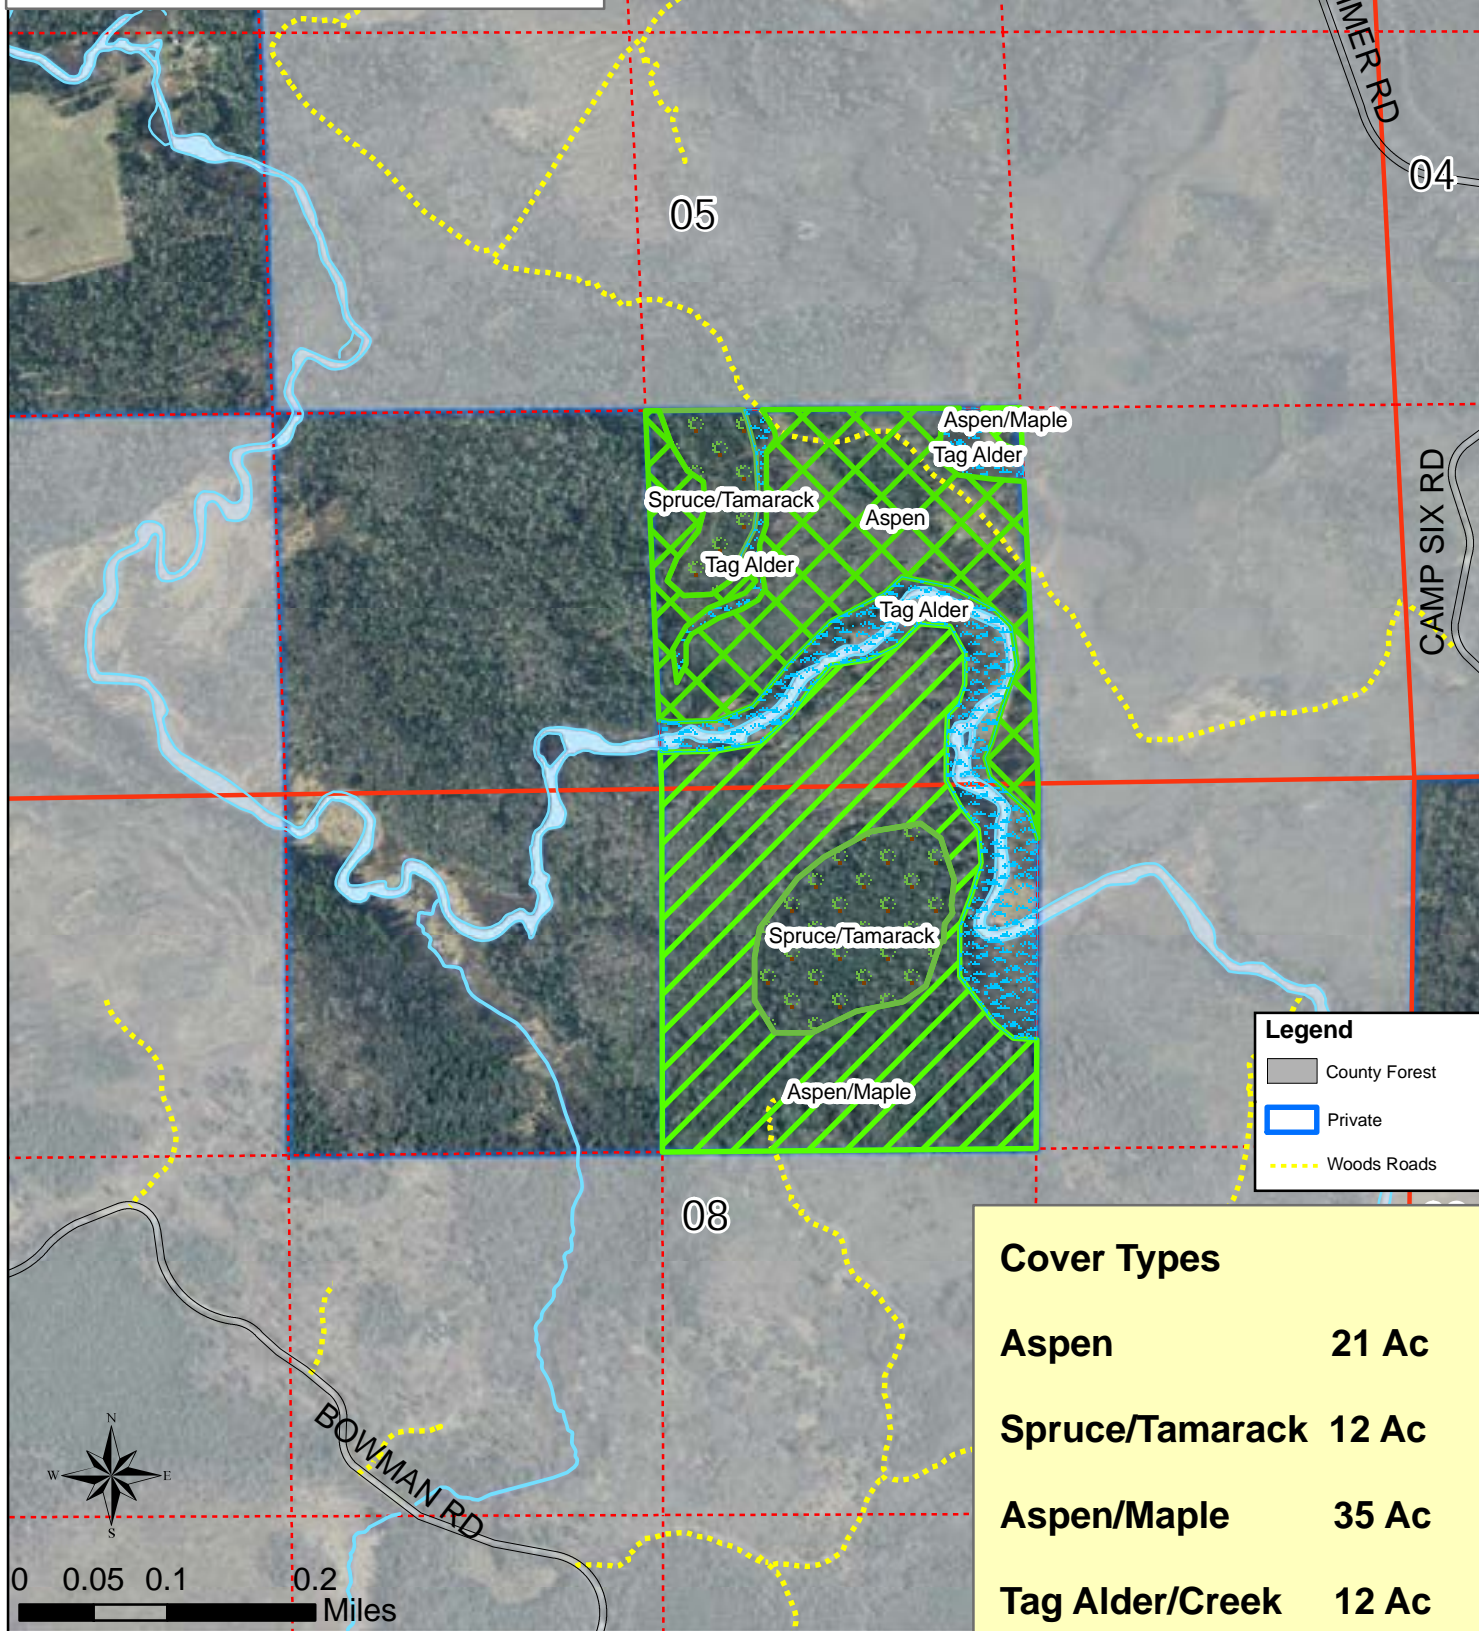 MER RD
04
05
Aspen/Maple
Tag Alder
Spruce/Tamarack
Aspen
Tag Alder
Tag Alder
CAMP SIX RD
Spruce/Tamarack
Aspen/Maple
Legend
County Forest
Private
Woods Roads
08
BOWMAN RD
N
W E
S
0 0.05 0.1 0.2
Miles
Cover Types
Aspen 21 Ac
Spruce/Tamarack 12 Ac
Aspen/Maple 35 Ac
Tag Alder/Creek 12 Ac